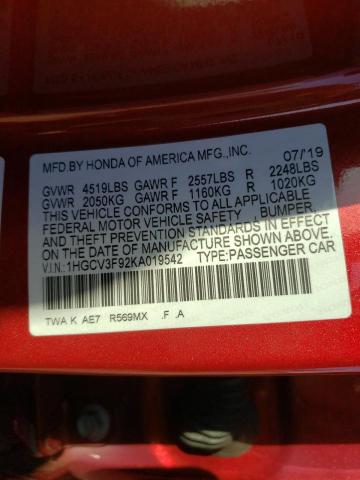 MFD.BY HONDA OF AMERICA MFG.,INC. 07/'19
GVWR 4519LBS GAWR F 2557LBS R 2248LBS
GVWR 2050KG GAWR F 1160KG R 1020KG
THIS VEHICLE CONFORMS TO ALL APPLICABLE
FEDERAL MOTOR VEHICLE SAFETY , BUMPER ,
AND THEFT PREVENTION STANDARDS IN EFFECT
ON THE DATE OF MANUFACTURE SHOWN ABOVE.
V.I.N.:1HGCV3F92KA019542 TYPE:PASSENGER CAR
TWA K AE7 R569MX .F .A